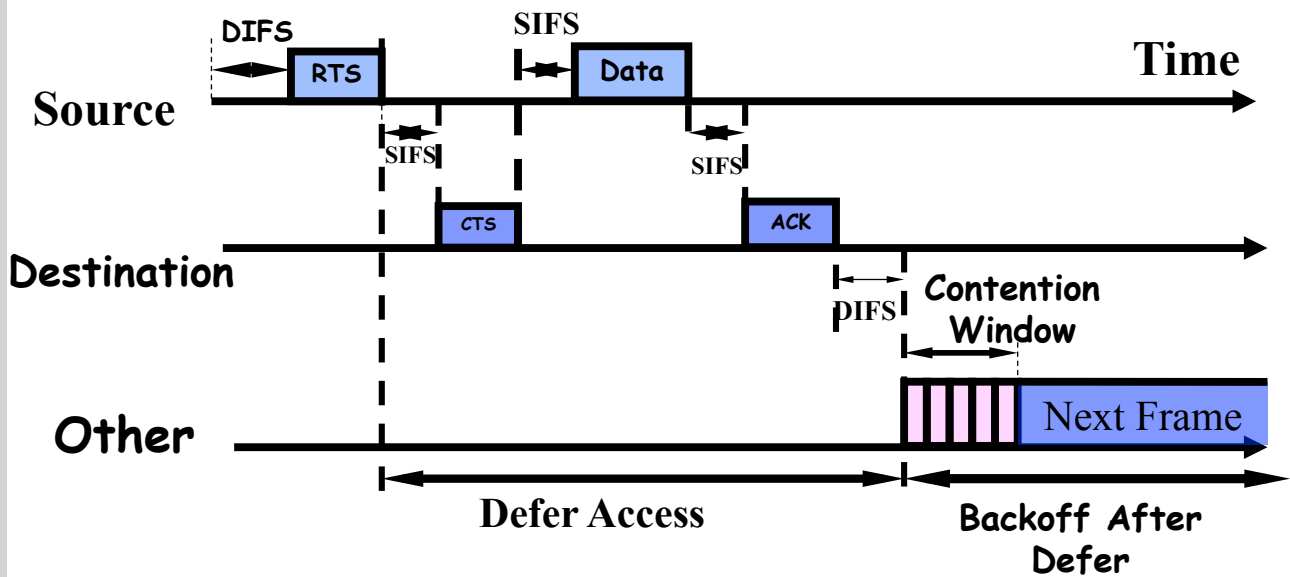 DIFS
SIFS
RTS
Data
Time
Source
SIFS
SIFS
CTS
ACK
Destination
DIFS
Contention
Window
Other
Next Frame
Defer Access
Backoff After
Defer